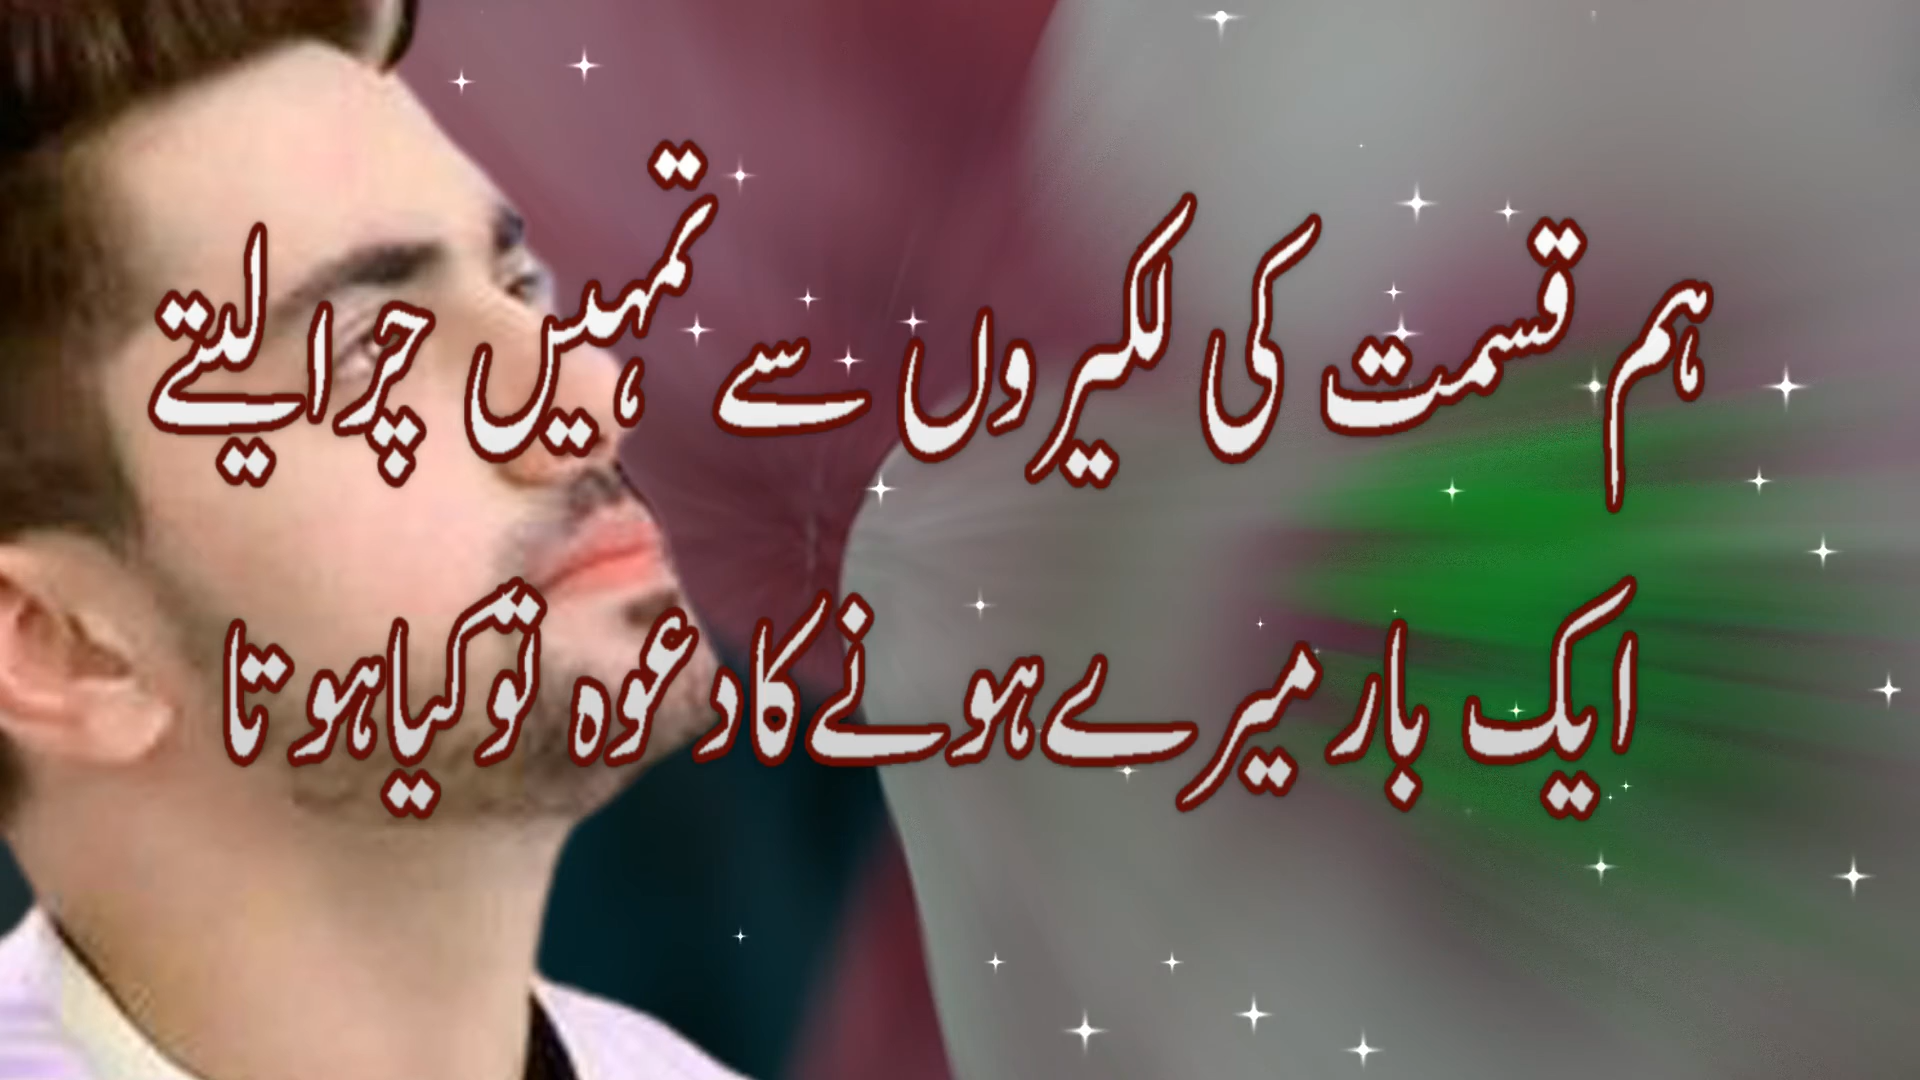 ہم قسمت کی لکیروں سے تمہیں چرا لیتے
ایک بار میرے ہونے کا دعوہ تو کیا ہوتا